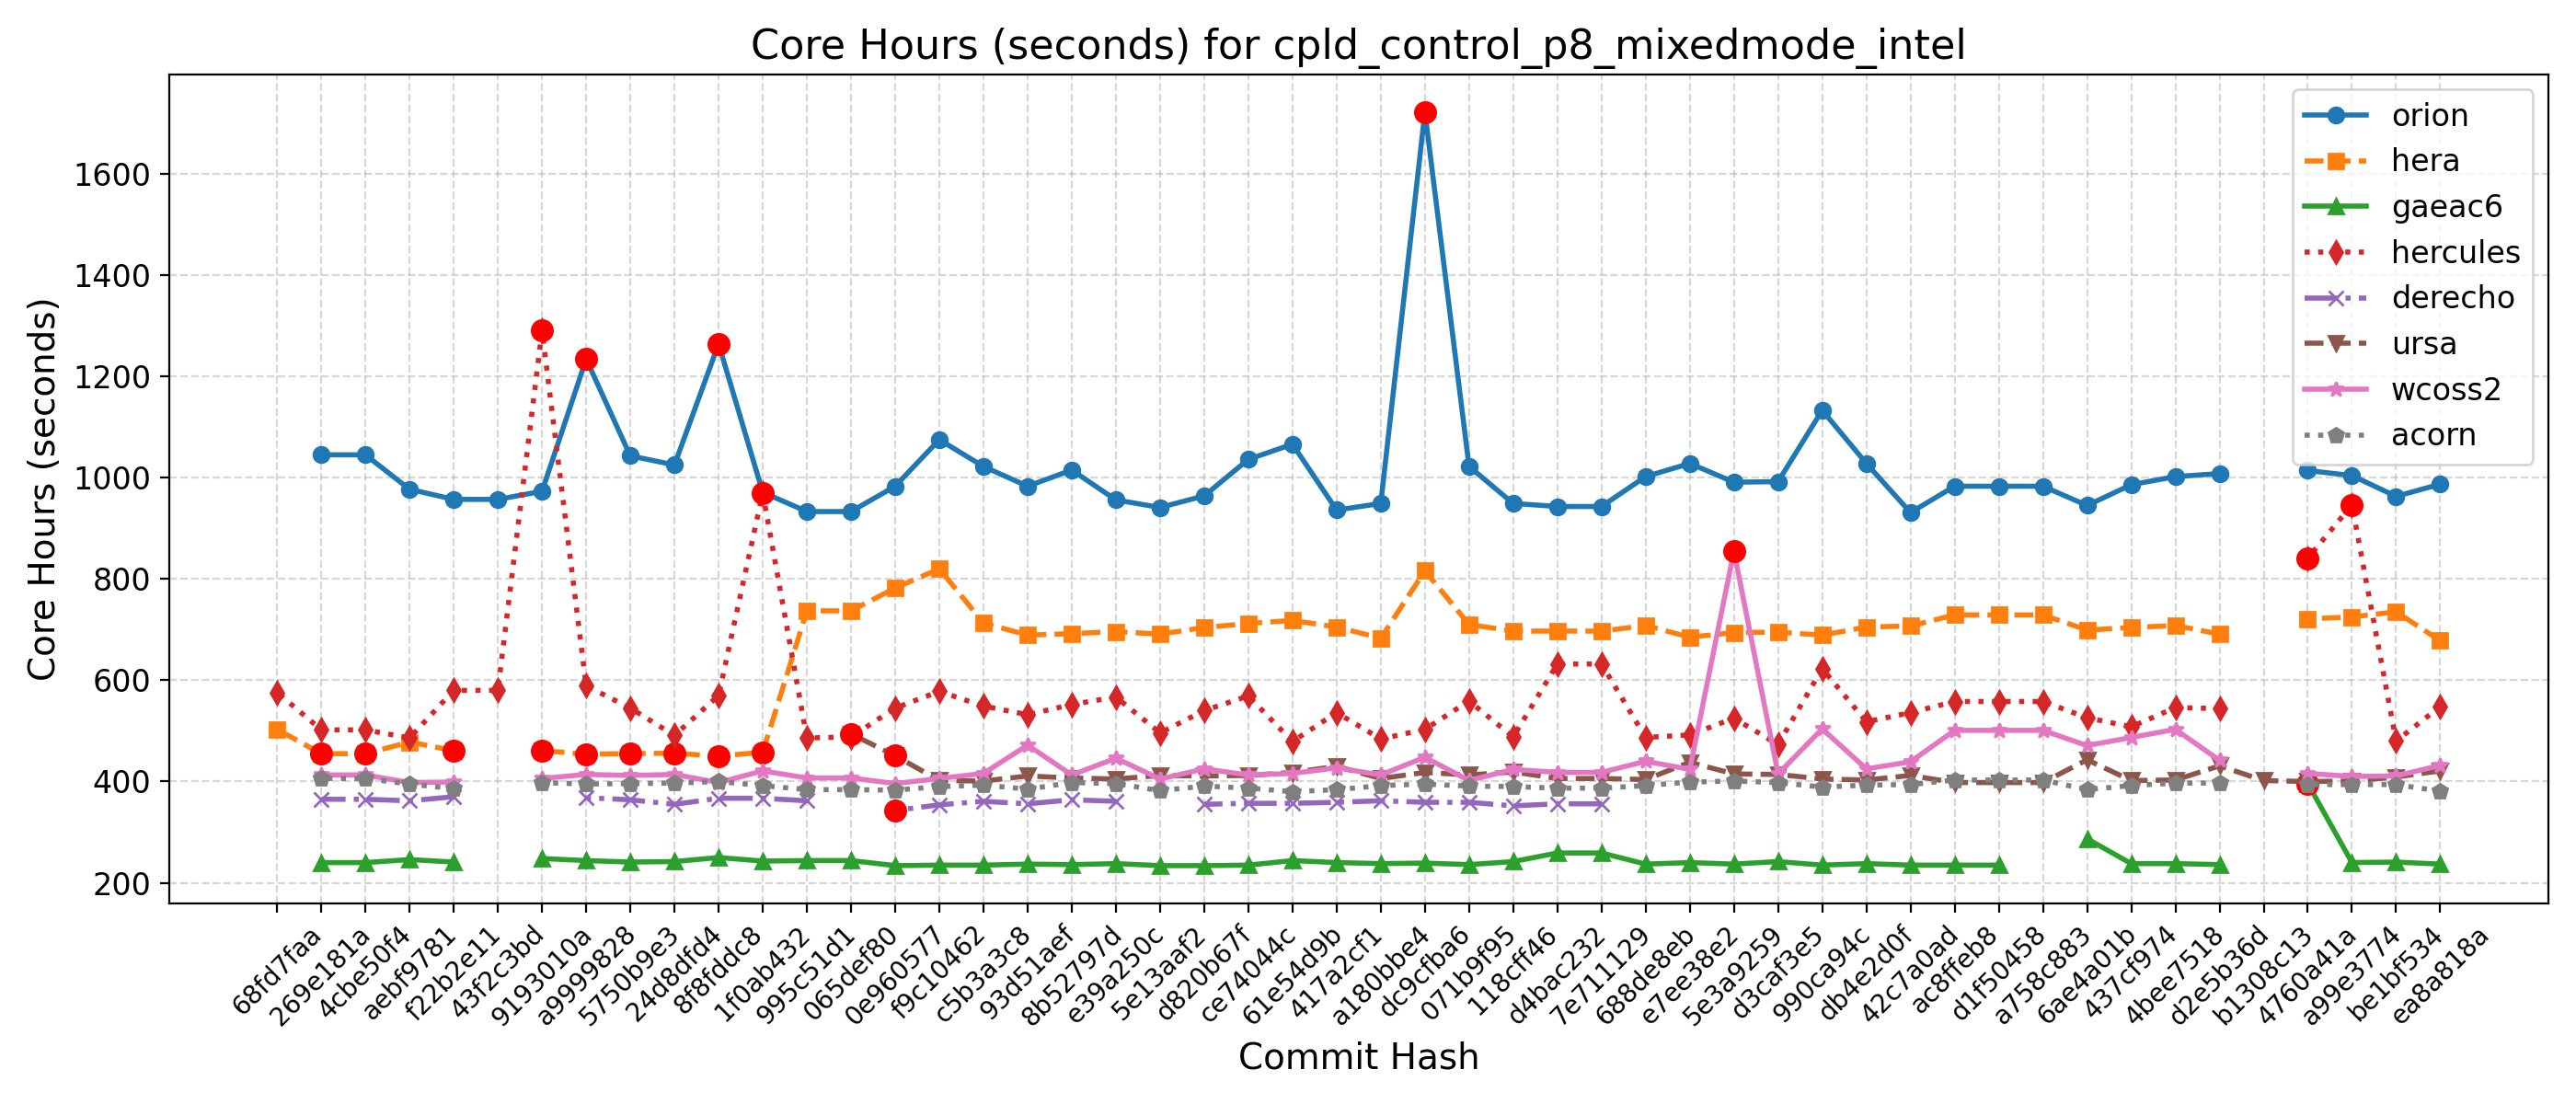 Core Hours (seconds) for cpld_control_p8_mixedmode_intel
Core Hours (seconds)
1600
1400
1200
1000
800
600
400
200
orion
hera
gaeac6
hercules
derecho
ursa
wcoss2
acorn
68fd7faa
269e181a
4cbe50f4
aebf9781
f22b2e11
43f2c3bd
9193010a
a9999828
5750b9e3
24d8dfd4
8f8fddc8
1f0ab432
995c51d1
065def80
0e960577
f9c10462
c5b3a3c8
93d51aef
8b52797d
e39a250c
5e13aaf2
d820b67f
ce74044c
61e54d9b
417a2cf1
a180bbe4
dc9cfba6
071b9f95
118cff46
d4bac232
7e711129
688de8eb
e7ee38e2
5e3a9259
d3caf3e5
990ca94c
db4e2d0f
42c7a0ad
ac8ffeb8
d1f50458
a758c883
6ae4a01b
437cf974
4bee7518
d2e5b36d
b1308c13
4760a41a
a99e3774
be1bf534
ea8a818a
Commit Hash